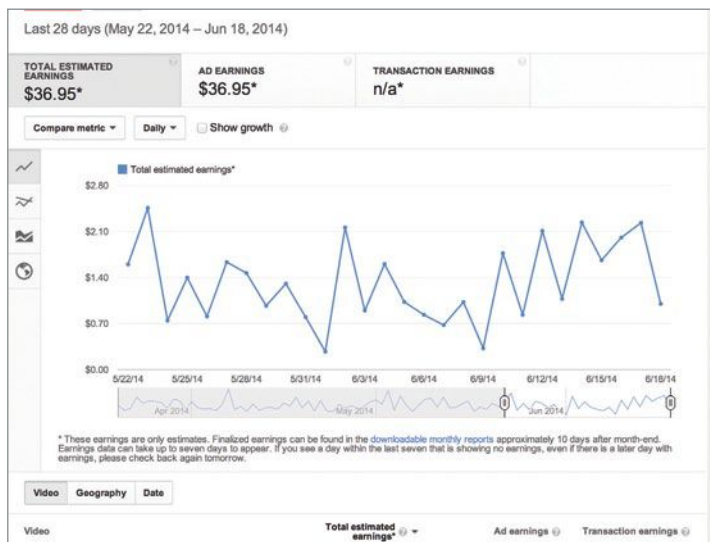 Last 28 days (May 22, 2014 – Jun 18, 2014)
TOTAL ESTIMATED
EARNINGS
$36.95*
AD EARNINGS
$36.95*
TRANSACTION EARNINGS
n/a*
Compare metric
Daily
Show growth
Total estimated earnings*
$2.80
$2.10
$1.40
$0.70
$0.00
5/22/14 5/25/14 5/28/14 5/31/14 6/3/14 6/6/14 6/9/14 6/12/14 6/15/14 6/18/14
Apr 2014 May 2014 Jun 2014
* These earnings are only estimates. Finalized earnings can be found in the downloadable monthly reports approximately 10 days after month-end.
Earnings data can take up to seven days to appear. If you see a day within the last seven that is showing no earnings, even if there is a later day with
earnings, please check back again tomorrow.
Video Geography Date
Video Total estimated
earnings* Ad earnings Transaction earnings